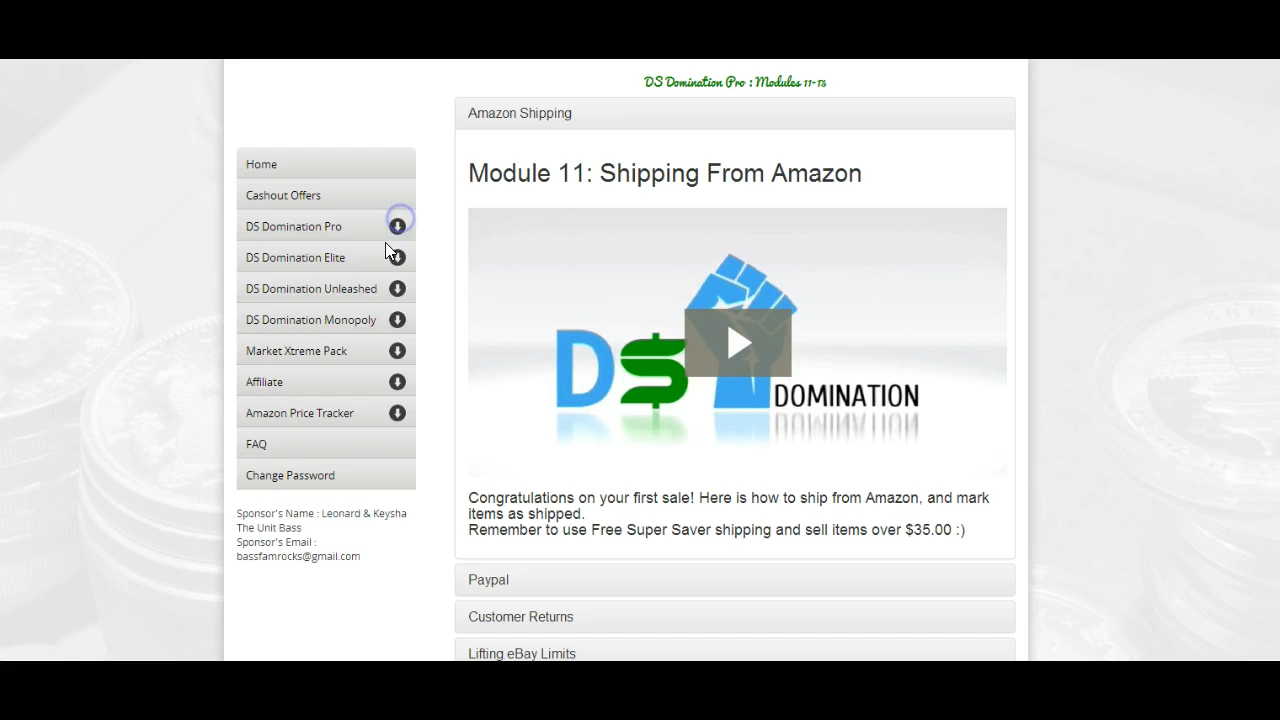 DS Domination Pro : Modules 11-15
Amazon Shipping
Home
Cashout Offers
DS Domination Pro
DS Domination Elite
DS Domination Unleashed
DS Domination Monopoly
Market Xtreme Pack
Affiliate
Amazon Price Tracker
FAQ
Change Password
Sponsor's Name : Leonard & Keysha
The Unit Bass
Sponsor's Email :
bassfamrocks@gmail.com
Module 11: Shipping From Amazon
DS DOMINATION
Congratulations on your first sale! Here is how to ship from Amazon, and mark
items as shipped.
Remember to use Free Super Saver shipping and sell items over $35.00 :)
Paypal
Customer Returns
Lifting eBay Limits